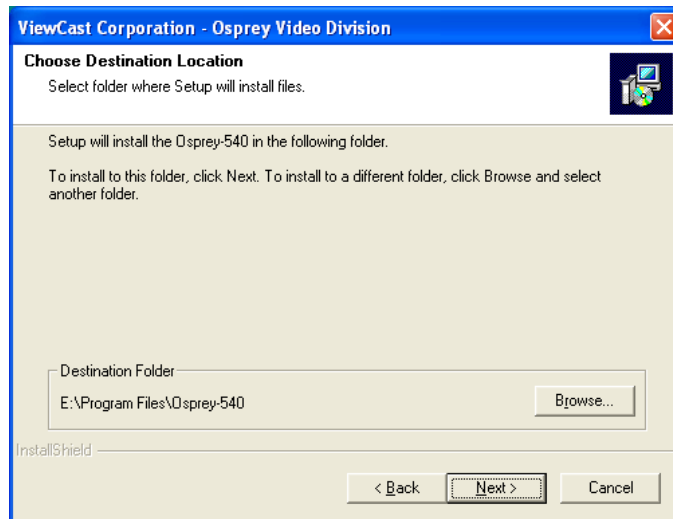 ViewCast Corporation - Osprey Video Division
Choose Destination Location
Select folder where Setup will install files.
Setup will install the Osprey-540 in the following folder.
To install to this folder, click Next. To install to a different folder, click Browse and select
another folder.
Destination Folder
E:\Program Files\Osprey-540
Browse...
InstallShield
< Back
Next >
Cancel